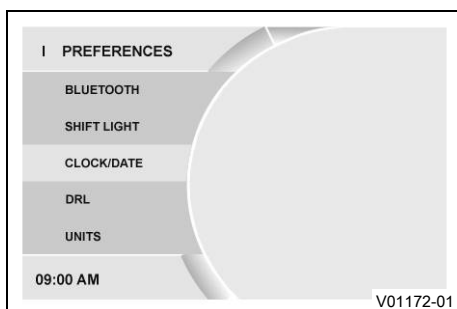 I PREFERENCES
BLUETOOTH
SHIFT LIGHT
CLOCK/DATE
DRL
UNITS
09:00 AM
V01172-01